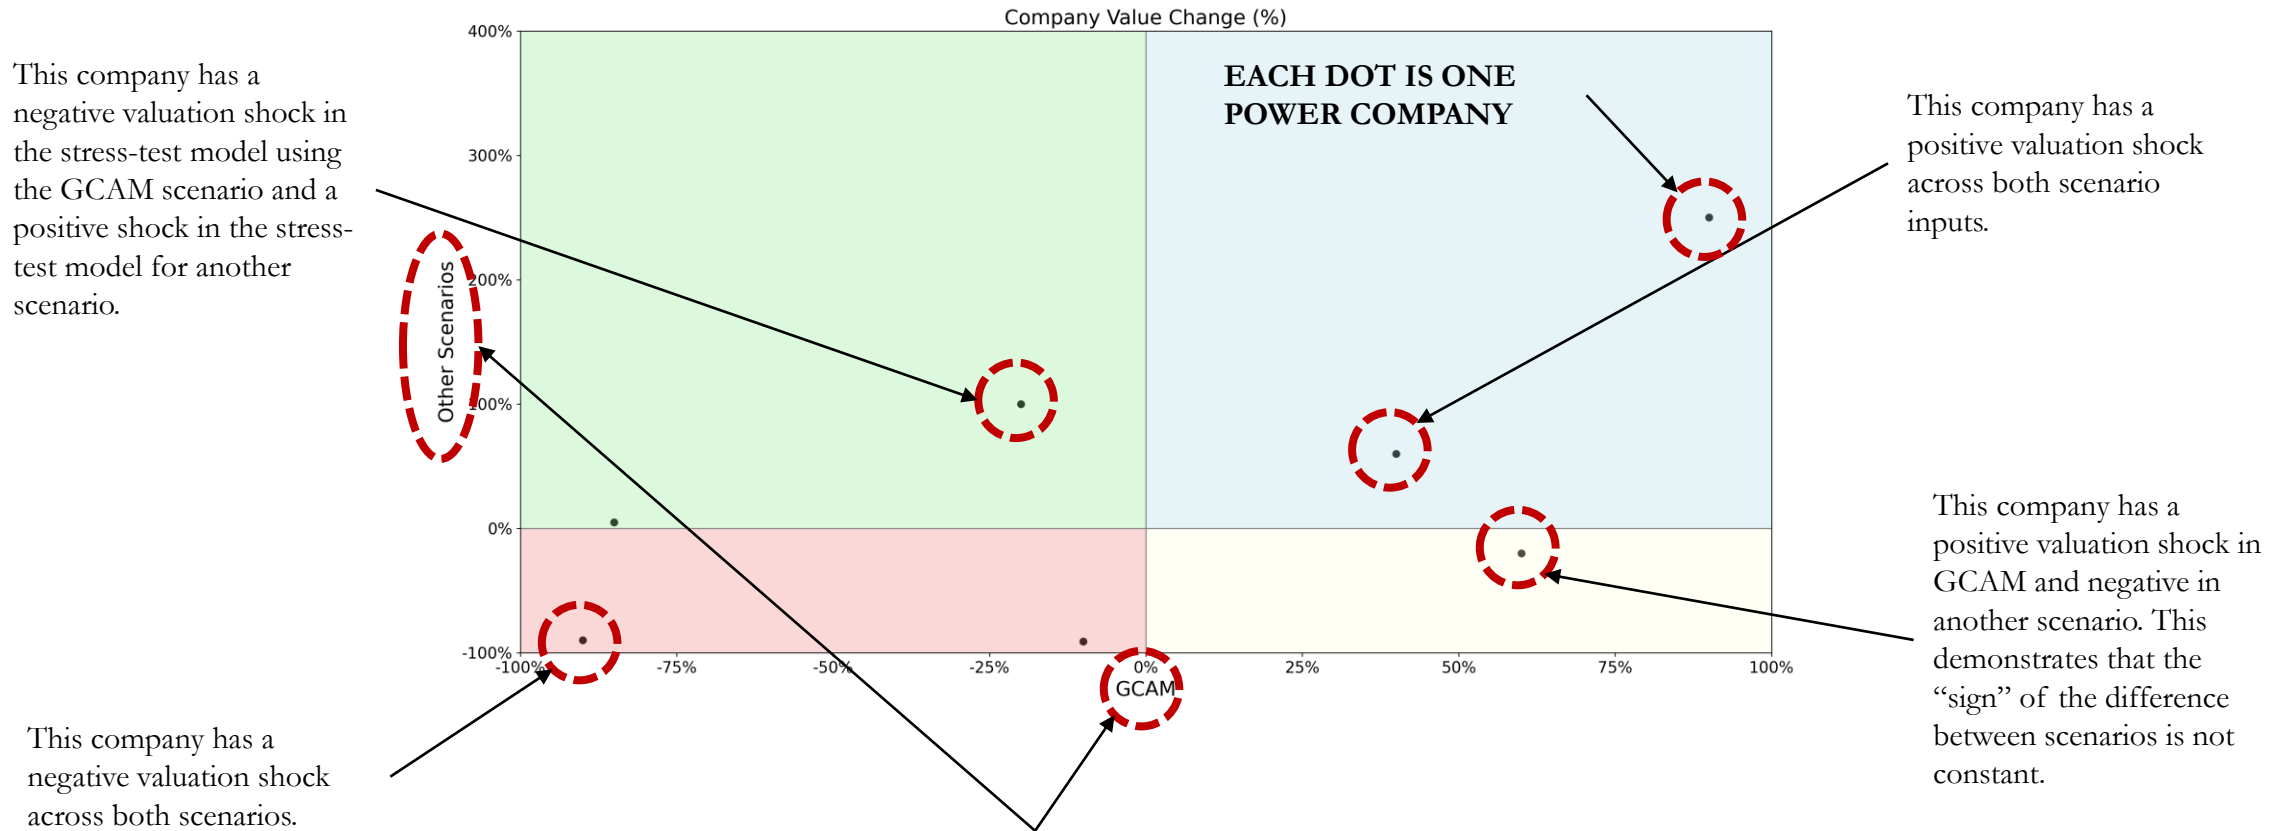 Company Value Change (%)
This company has a
negative valuation shock in
the stress-test model using
the GCAM scenario and a
positive shock in the stress-
test model for another
scenario.
EACH DOT IS ONE
POWER COMPANY
This company has a
positive valuation shock
across both scenario
inputs.
Other Scenarios
400%
300%
200%
100%
0%
-100%
-100%
-75%
-50%
-25%
0%
25%
50%
75%
100%
GCAM
This company has a
positive valuation shock in
GCAM and negative in
another scenario. This
demonstrates that the
“sign” of the difference
between scenarios is not
constant.
This company has a
negative valuation shock
across both scenarios.